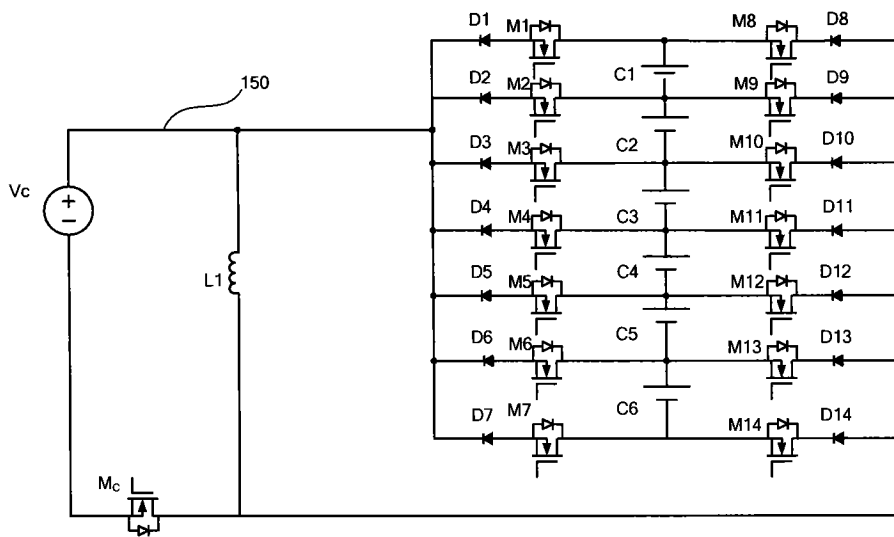 D1 M1 M8 D8
C1
D2 M2 M9 D9
150
C2
D3 M3 M10 D10
Vc + −
D4 M4 C3 M11 D11
L1
C4
D5 M5 M12 D12
C5
D6 M6 M13 D13
C6
D7 M7 M14 D14
Mc